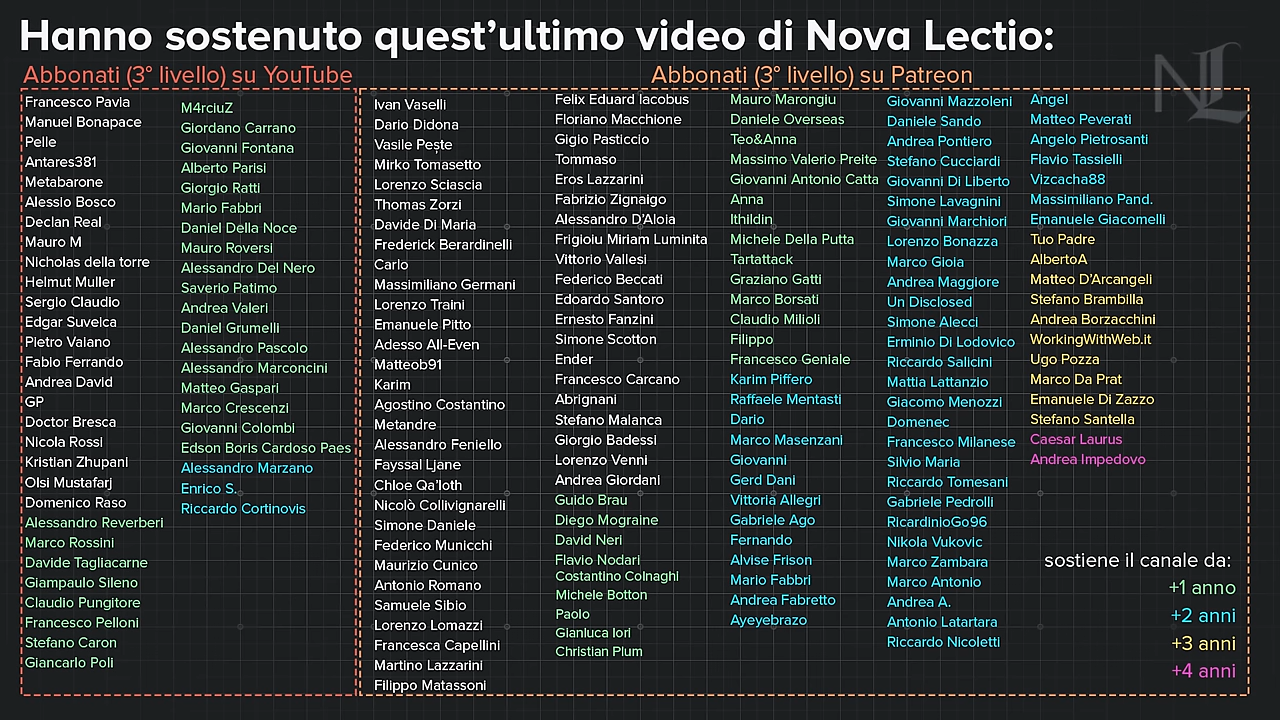 Hanno sostenuto quest'ultimo video di Nova Lectio:
NL
Abbonati (3° livello) su YouTube
Francesco Pavia
Manuel Bonapace
Pelle
Antares381
Metabarone
Alessio Bosco
Declan Real
Mauro M
Nicholas della torre
Helmut Muller
Sergio Claudio
Edgar Suveica
Pietro Vaiano
Fabio Ferrando
Andrea David
GP
Doctor Bresca
Nicola Rossi
Kristian Zhupani
Olsi Mustafarj
Domenico Raso
Alessandro Reverberi
Marco Rossini
Davide Tagliacarne
Giampaulo Sileno
Claudio Pungitore
Francesco Pelloni
Stefano Caron
Giancarlo Poli
M4rciuZ
Giordano Carrano
Giovanni Fontana
Alberto Parisi
Giorgio Ratti
Mario Fabbri
Daniel Della Noce
Mauro Roversi
Alessandro Del Nero
Saverio Patimo
Andrea Valeri
Daniel Grumelli
Alessandro Pascolo
Alessandro Marconcini
Matteo Gaspari
Marco Crescenzi
Giovanni Colombi
Edson Boris Cardoso Paes
Alessandro Marzano
Enrico S.
Riccardo Cortinovis
Abbonati (3° livello) su Patreon
Ivan Vaselli
Dario Didona
Vasile Pește
Mirko Tomasetto
Lorenzo Sciascia
Thomas Zorzi
Davide Di Maria
Frederick Berardinelli
Carlo
Massimiliano Germani
Lorenzo Traini
Emanuele Pitto
Adesso All-Even
Matteob91
Karim
Agostino Costantino
Metandre
Alessandro Feniello
Fayssal Ljane
Chloe Qa'loth
Nicolò Collivignarelli
Simone Daniele
Federico Municchi
Maurizio Cunico
Antonio Romano
Samuele Sibio
Lorenzo Lomazzi
Francesca Capellini
Martino Lazzarini
Filippo Matassoni
Felix Eduard Iacobus
Floriano Macchione
Gigio Pasticcio
Tommaso
Eros Lazzarini
Fabrizio Zignaigo
Alessandro D'Aloia
Frigioiu Miriam Luminita
Vittorio Vallesi
Federico Beccati
Edoardo Santoro
Ernesto Fanzini
Simone Scotton
Ender
Francesco Carcano
Abrignani
Stefano Malanca
Giorgio Badessi
Lorenzo Venni
Andrea Giordani
Guido Brau
Diego Mograine
David Neri
Flavio Nodari
Costantino Colnaghi
Michele Botton
Paolo
Gianluca Iori
Christian Plum
Mauro Marongiu
Daniele Overseas
Teo&Anna
Massimo Valerio Preite
Giovanni Antonio Catta
Anna
Ithildin
Michele Della Putta
Tartattack
Graziano Gatti
Marco Borsati
Claudio Milioli
Filippo
Francesco Geniale
Karim Piffero
Raffaele Mentasti
Dario
Marco Masenzani
Giovanni
Gerd Dani
Vittoria Allegri
Gabriele Ago
Fernando
Alvise Frison
Mario Fabbri
Andrea Fabretto
Ayeyebrazo
Giovanni Mazzoleni
Daniele Sando
Andrea Pontiero
Stefano Cucciardi
Giovanni Di Liberto
Simone Lavagnini
Giovanni Marchiori
Lorenzo Bonazza
Marco Gioia
Andrea Maggiore
Un Disclosed
Simone Alecci
Erminio Di Lodovico
Riccardo Salicini
Mattia Lattanzio
Giacomo Menozzi
Domenec
Francesco Milanese
Silvio Maria
Riccardo Tomesani
Gabriele Pedrolli
RicardinioGo96
Nikola Vukovic
Marco Zambara
Marco Antonio
Andrea A.
Antonio Latartara
Riccardo Nicoletti
Angel
Matteo Peverati
Angelo Pietrosanti
Flavio Tassielli
Vizcacha88
Massimiliano Pand.
Emanuele Giacomelli
Tuo Padre
AlbertoA
Matteo D'Arcangeli
Stefano Brambilla
Andrea Borzacchini
WorkingWithWeb.it
Ugo Pozza
Marco Da Prat
Emanuele Di Zazzo
Stefano Santella
Caesar Laurus
Andrea Impedovo
sostiene il canale da:
+1 anno
+2 anni
+3 anni
+4 anni